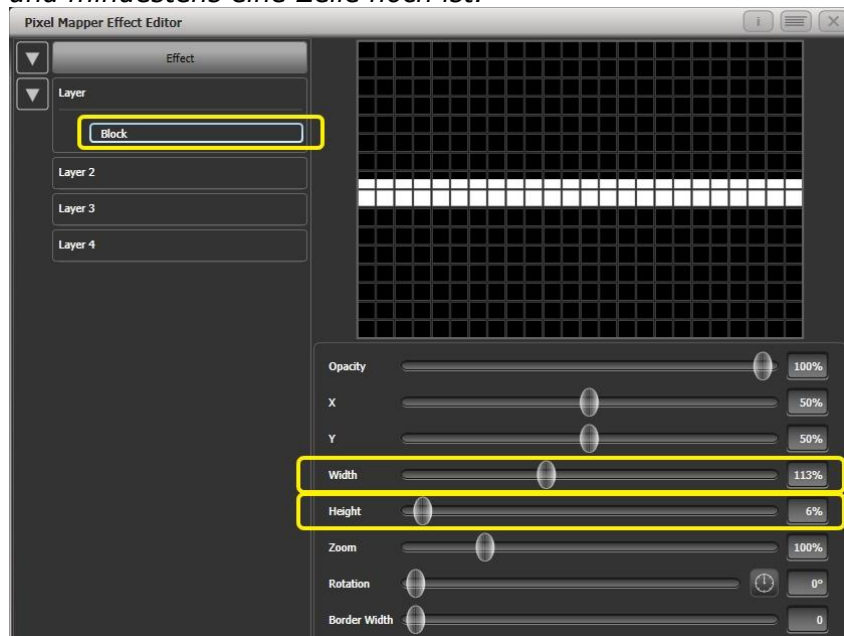 und mindestens eine Zeile hoch ist.
Pixel Mapper Effect Editor
i
Effect
Layer
Block
Layer 2
Layer 3
Layer 4
Opacity 100%
X 50%
Y 50%
Width 113%
Height 6%
Zoom 100%
Rotation 0°
Border Width 0